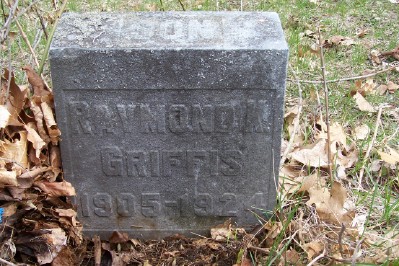 SON
RAYMOND
GRIFFIS
1905-1924